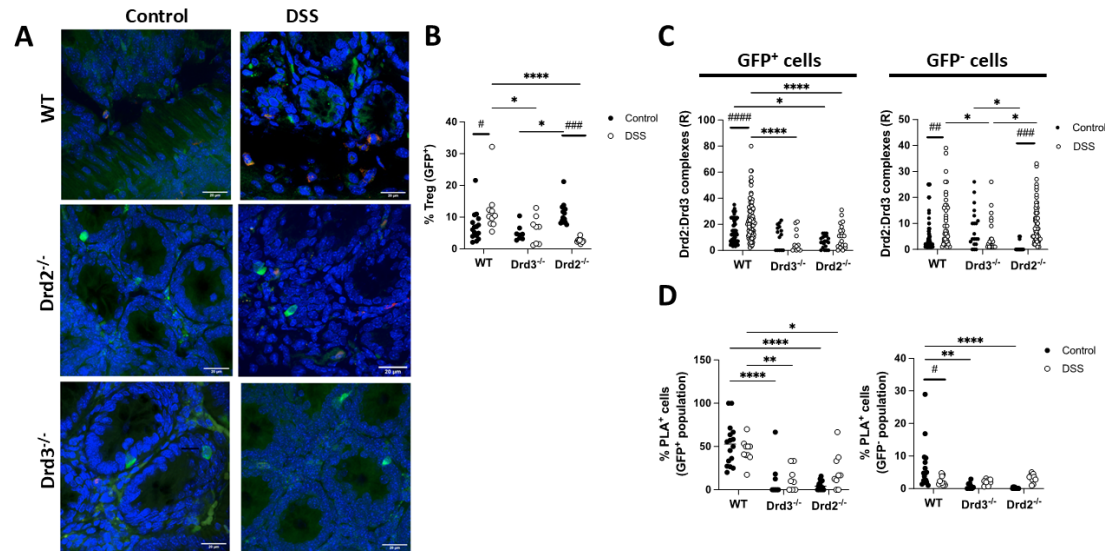 A
Control
DSS
WT
20 µm
Drd2-/-
20 µm
Drd3-/-
B
****
*
*
#
###
● Control
○ DSS
% Treg (GFP+)
40
30
20
10
0
WT
Drd3-/-
Drd2-/-
C
GFP+ cells
****
*
####
****
Drd2:Drd3 complexes (R)
100
80
60
40
20
0
WT
Drd3-/-
Drd2-/-
GFP- cells
*
*
*
##
###
● Control
○ DSS
Drd2:Drd3 complexes (R)
50
40
30
20
10
0
WT
Drd3-/-
Drd2-/-
D
*
****
**
****
% PLA+ cells
(GFP+ population)
150
100
50
0
WT
Drd3-/-
Drd2-/-
****
**
#
● Control
○ DSS
% PLA+ cells
(GFP- population)
40
30
20
10
0
WT
Drd3-/-
Drd2-/-